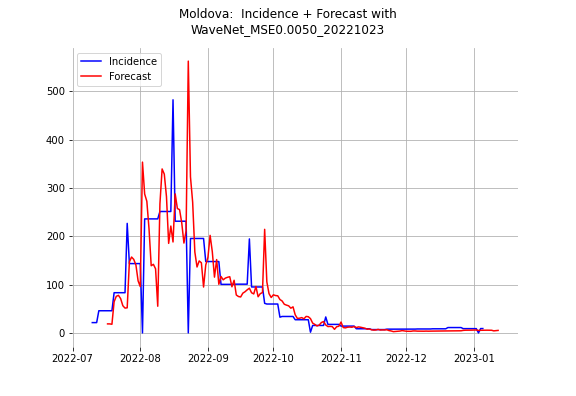 Moldova:  Incidence + Forecast with
WaveNet_MSE0.0050_20221023
Incidence
Forecast
500
400
300
200
100
0
2022-07 2022-08 2022-09 2022-10 2022-11 2022-12 2023-01